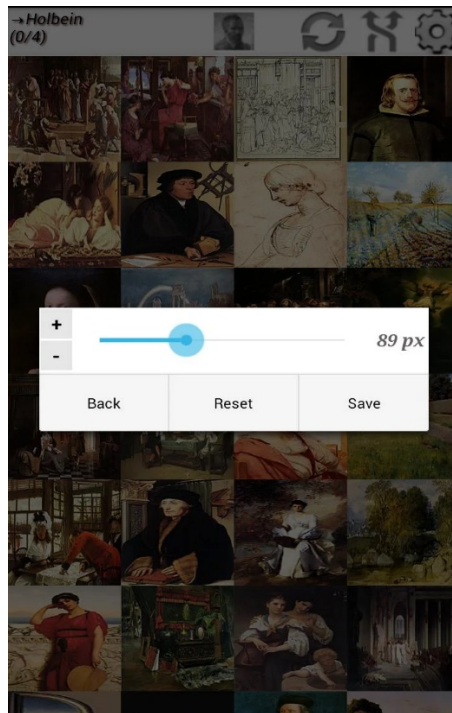 →Holbein
(0/4)
+
89 px
-
Back Reset Save